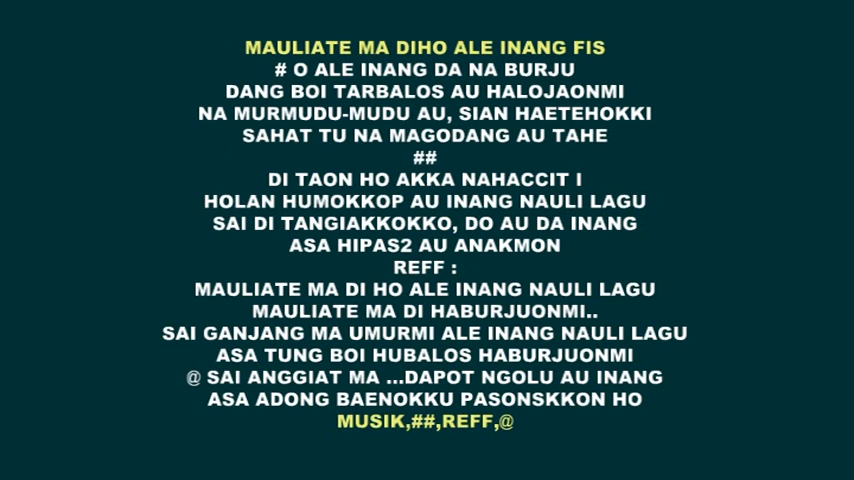 MAULIATE MA DIHO ALE INANG FIS
# O ALE INANG DA NA BURJU
DANG BOI TARBALOS AU HALOJAONMI
NA MURMUDU-MUDU AU, SIAN HAETEHOKKI
SAHAT TU NA MAGODANG AU TAHE
##
DI TAON HO AKKA NAHACCIT I
HOLAN HUMOKKOP AU INANG NAULI LAGU
SAI DI TANGIAKKOKKO, DO AU DA INANG
ASA HIPAS2 AU ANAKMON
REFF :
MAULIATE MA DI HO ALE INANG NAULI LAGU
MAULIATE MA DI HABURJUONMI..
SAI GANJANG MA UMURMI ALE INANG NAULI LAGU
ASA TUNG BOI HUBALOS HABURJUONMI
@ SAI ANGGIAT MA ...DAPOT NGOLU AU INANG
ASA ADONG BAENOKKU PASONSKKON HO
MUSIK,##,REFF,@